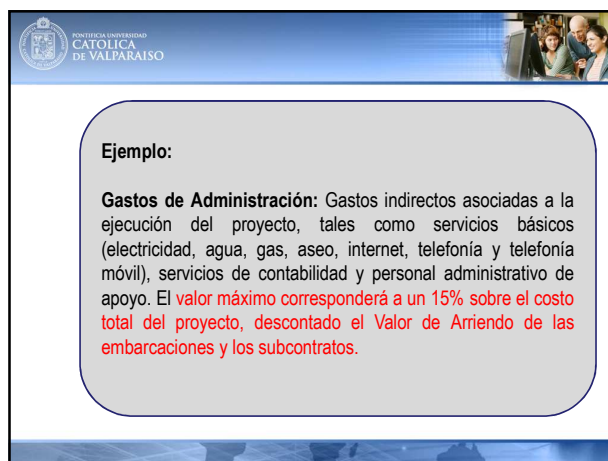 PONTIFICIA UNIVERSIDAD
CATOLICA
DE VALPARAISO
Ejemplo:
Gastos de Administración: Gastos indirectos asociadas a la
ejecución del proyecto, tales como servicios básicos
(electricidad, agua, gas, aseo, internet, telefonía y telefonía
móvil), servicios de contabilidad y personal administrativo de
apoyo. El valor máximo corresponderá a un 15% sobre el costo
total del proyecto, descontado el Valor de Arriendo de las
embarcaciones y los subcontratos.